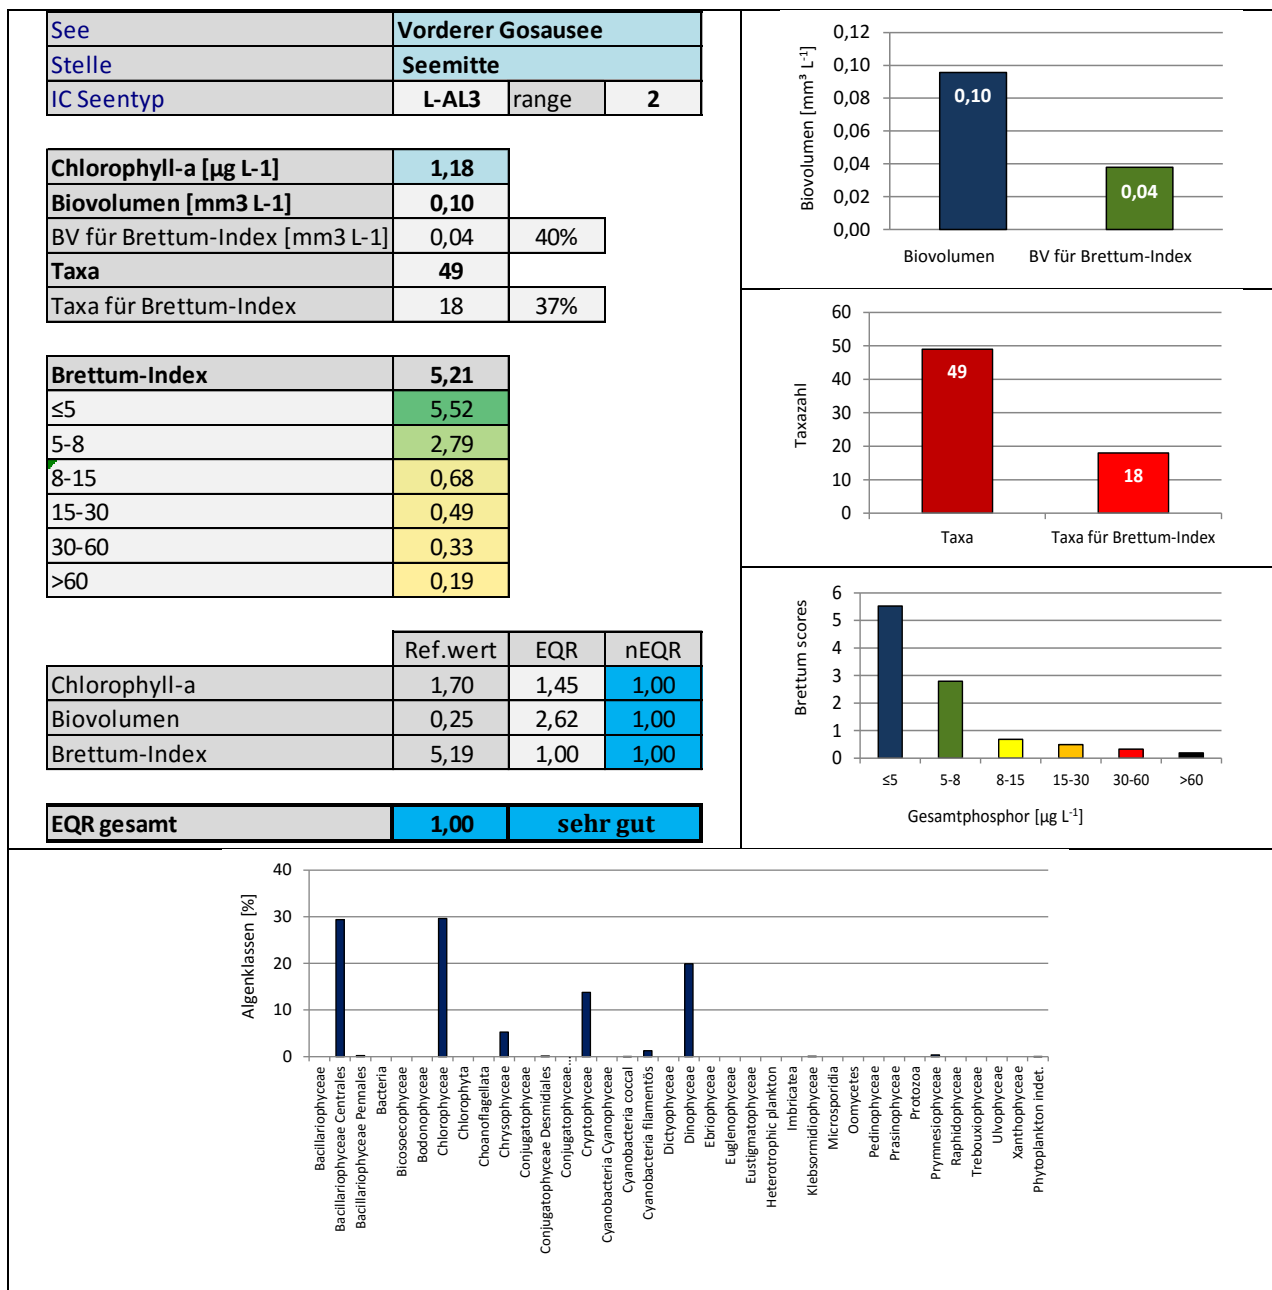 See Vorderer Gosausee
Stelle Seemitte
IC Seentyp L-AL3 range 2
Chlorophyll-a [µg L-1] 1,18
Biovolumen [mm3 L-1] 0,10
BV für Brettum-Index [mm3 L-1] 0,04 40%
Taxa 49
Taxa für Brettum-Index 18 37%
Brettum-Index 5,21
≤5 5,52
5-8 2,79
8-15 0,68
15-30 0,49
30-60 0,33
>60 0,19
Ref.wert EQR nEQR
Chlorophyll-a 1,70 1,45 1,00
Biovolumen 0,25 2,62 1,00
Brettum-Index 5,19 1,00 1,00
EQR gesamt 1,00 sehr gut
Biovolumen [mm³ L⁻¹]
0,12
0,10
0,08
0,06
0,04
0,02
0,00
0,10
0,04
Biovolumen BV für Brettum-Index
Taxazahl
60
50
40
30
20
10
0
49
18
Taxa Taxa für Brettum-Index
Brettum scores
6
5
4
3
2
1
0
≤5 5-8 8-15 15-30 30-60 >60
Gesamtphosphor [µg L⁻¹]
Algenklassen [%]
40
30
20
10
0
Bacillariophyceae
Bacillariophyceae Centrales
Bacillariophyceae Pennales
Bacteria
Bicosoecophyceae
Bodonophyceae
Chlorophyceae
Chlorophyta
Choanoflagellata
Chrysophyceae
Conjugatophyceae
Conjugatophyceae Desmidiales
Conjugatophyceae…
Cryptophyceae
Cyanobacteria Cyanophyceae
Cyanobacteria coccal
Cyanobacteria filamentös
Dictyophyceae
Dinophyceae
Ebriophyceae
Euglenophyceae
Eustigmatophyceae
Heterotrophic plankton
Imbricatea
Klebsormidiophyceae
Microsporidia
Oomycetes
Pedinophyceae
Prasinophyceae
Protozoa
Prymnesiophyceae
Raphidophyceae
Trebouxiophyceae
Ulvophyceae
Xanthophyceae
Phytoplankton indet.